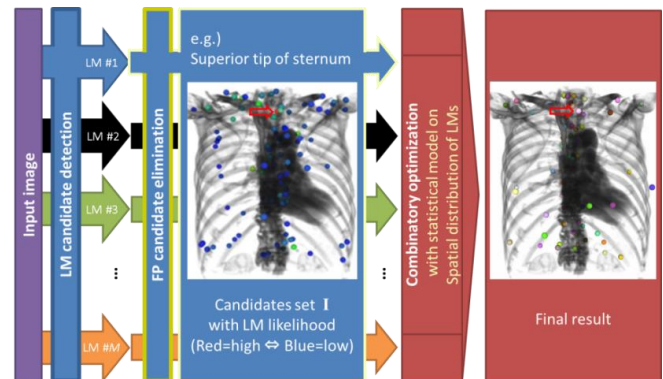 Input image
LM candidate detection
LM #1
LM #2
LM #3
...
LM #M
FP candidate elimination
e.g.)
Superior tip of sternum
Candidates set I
with LM likelihood
(Red=high ⇔ Blue=low)
...
Combinatory optimization
with statistical model on
Spatial distribution of LMs
Final result